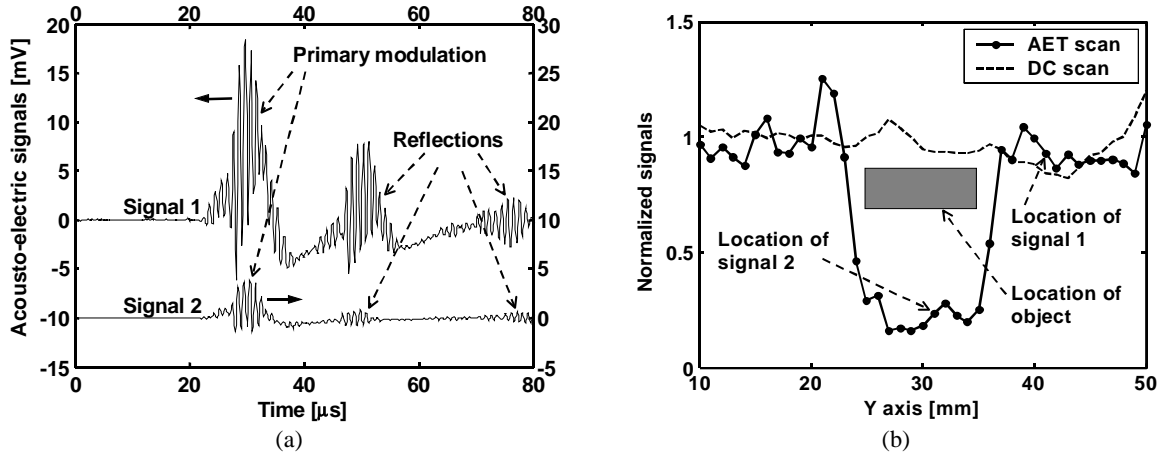 0 20 40 60 80
20 30
15 25
10 20
5 15
0 10
-5 5
-10 0
-15 -5
0 20 40 60 80
Acousto-electric signals [mV]
Primary modulation
Reflections
Signal 1
Signal 2
Time [μs]
(a)
1.5
1
0.5
0
10 20 30 40 50
Normalized signals
AET scan
DC scan
Location of
signal 2
Location of
signal 1
Location of
object
Y axis [mm]
(b)